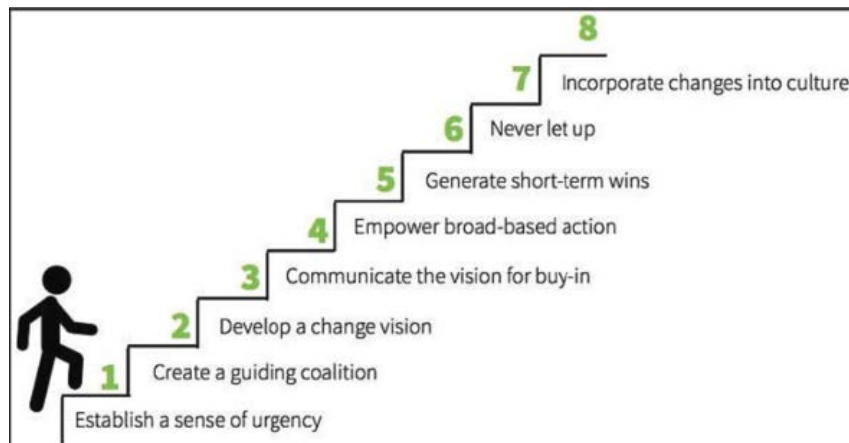 8
7
Incorporate changes into culture
6
Never let up
5
Generate short-term wins
4
Empower broad-based action
3
Communicate the vision for buy-in
2
Develop a change vision
1
Create a guiding coalition
Establish a sense of urgency